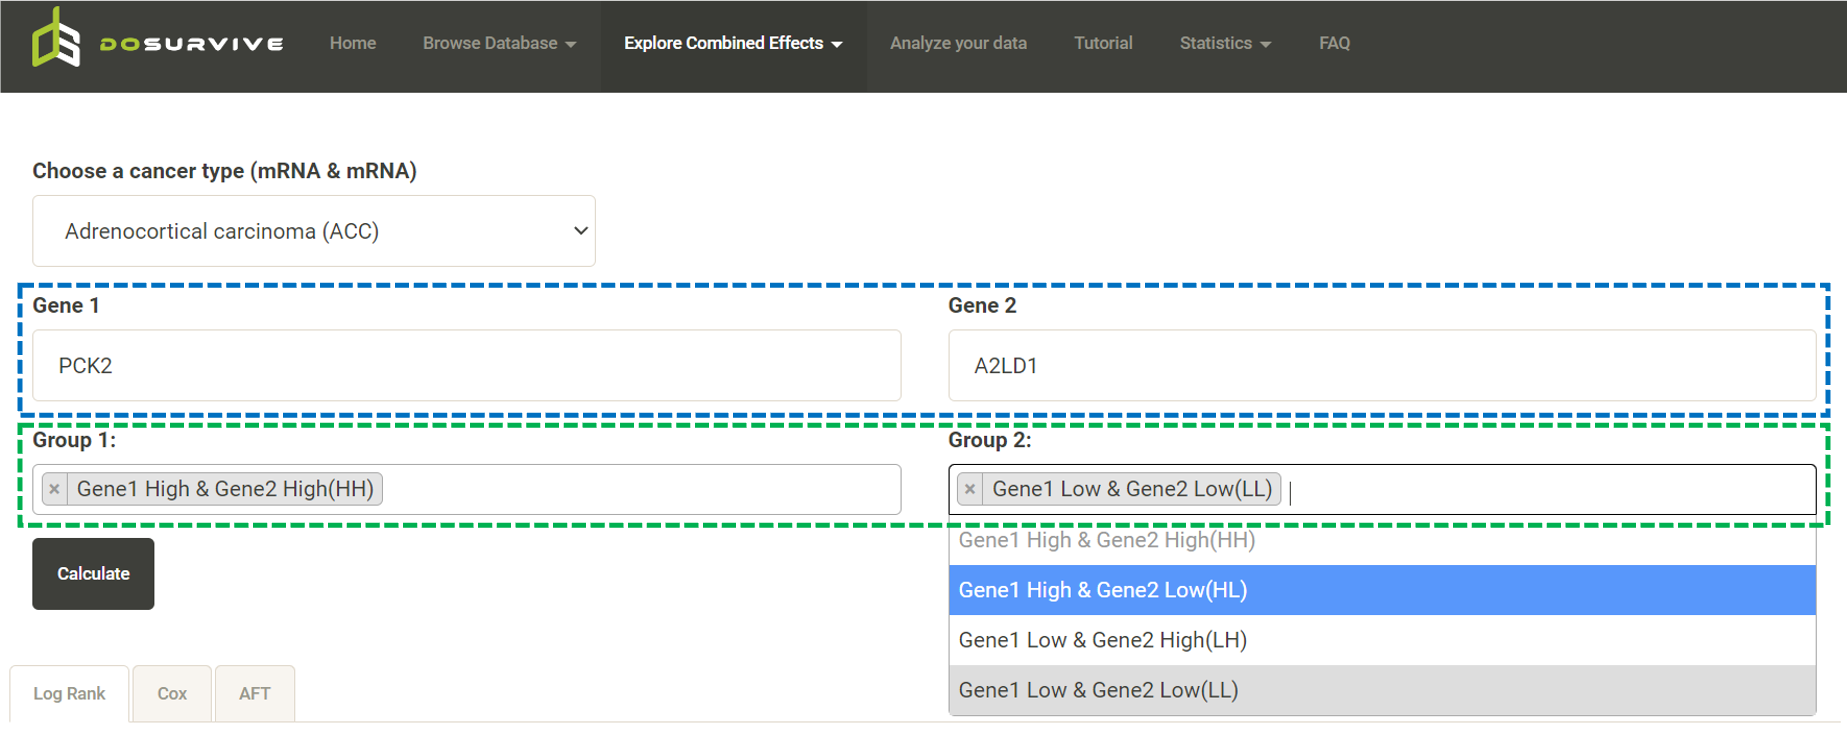 DOSURVIVE Home Browse Database Explore Combined Effects Analyze your data Tutorial Statistics FAQ
Choose a cancer type (mRNA & mRNA)
Adrenocortical carcinoma (ACC)
Gene 1 Gene 2
PCK2 A2LD1
Group 1: Group 2:
× Gene1 High & Gene2 High(HH) × Gene1 Low & Gene2 Low(LL)
Gene1 High & Gene2 High(HH)
Calculate Gene1 High & Gene2 Low(HL)
Gene1 Low & Gene2 High(LH)
Log Rank Cox AFT Gene1 Low & Gene2 Low(LL)